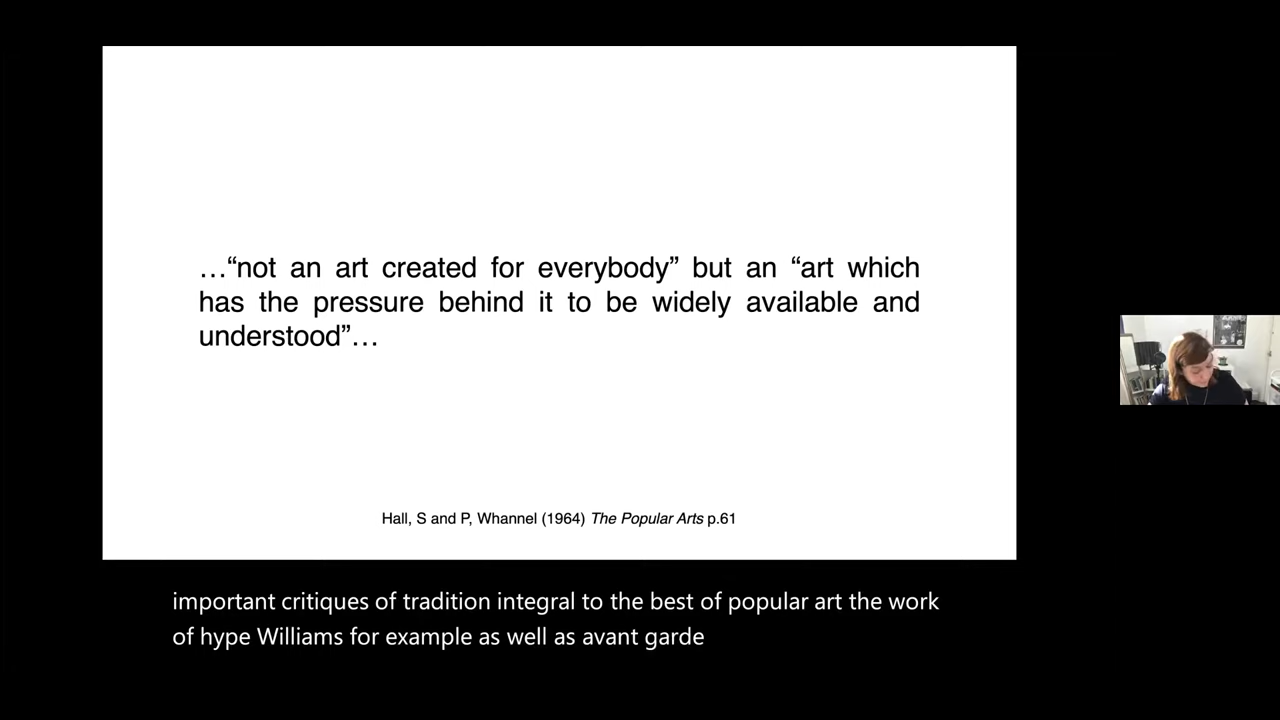 …“not an art created for everybody” but an “art which
has the pressure behind it to be widely available and
understood”…
Hall, S and P, Whannel (1964) The Popular Arts p.61
important critiques of tradition integral to the best of popular art the work
of hype Williams for example as well as avant garde